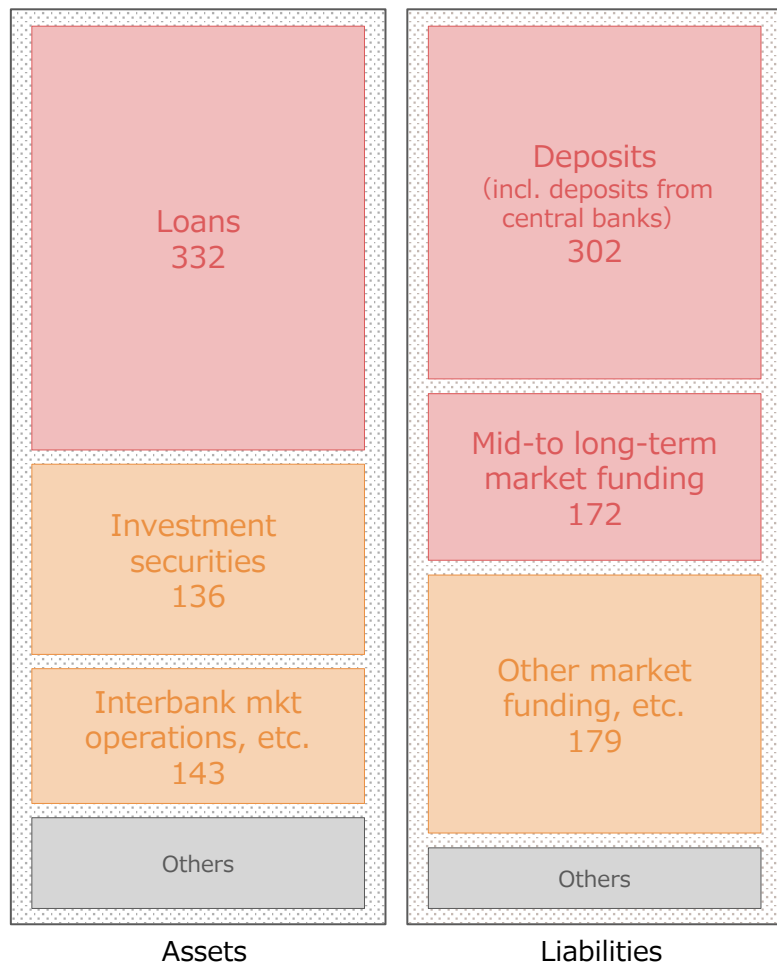 Loans
332
Investment
securities
136
Interbank mkt
operations, etc.
143
Others
Assets
Deposits
（incl. deposits from
central banks）
302
Mid-to long-term
market funding
172
Other market
funding, etc.
179
Others
Liabilities